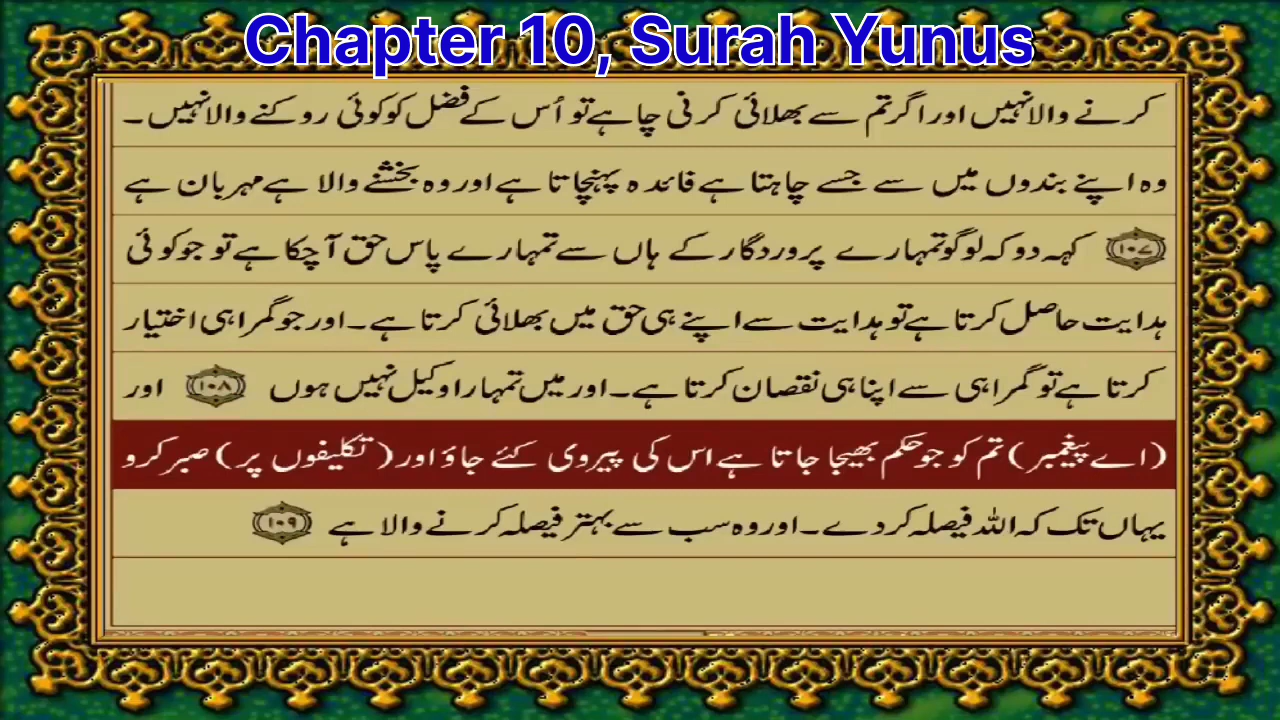 Chapter 10, Surah Yunus
کرنے والا نہیں اور اگر تم سے بھلائی کرنی چاہے تو اُس کے فضل کو کوئی روکنے والا نہیں۔
وہ اپنے بندوں میں سے جسے چاہتا ہے فائدہ پہنچاتا ہے اور وہ بخشنے والا ہے مہربان ہے
۱۰۷ کہہ دو کہ لوگو تمہارے پروردگار کے ہاں سے تمہارے پاس حق آ چکا ہے تو جو کوئی
ہدایت حاصل کرتا ہے تو ہدایت سے اپنے ہی حق میں بھلائی کرتا ہے۔ اور جو گمراہی اختیار
کرتا ہے تو گمراہی سے اپنا ہی نقصان کرتا ہے۔ اور میں تمہارا وکیل نہیں ہوں ۱۰۸ اور
(اے پیغمبر) تم کو جو حکم بھیجا جاتا ہے اس کی پیروی کئے جاؤ اور (تکلیفوں پر) صبر کرو
یہاں تک کہ اللہ فیصلہ کر دے۔ اور وہ سب سے بہتر فیصلہ کرنے والا ہے ۱۰۹